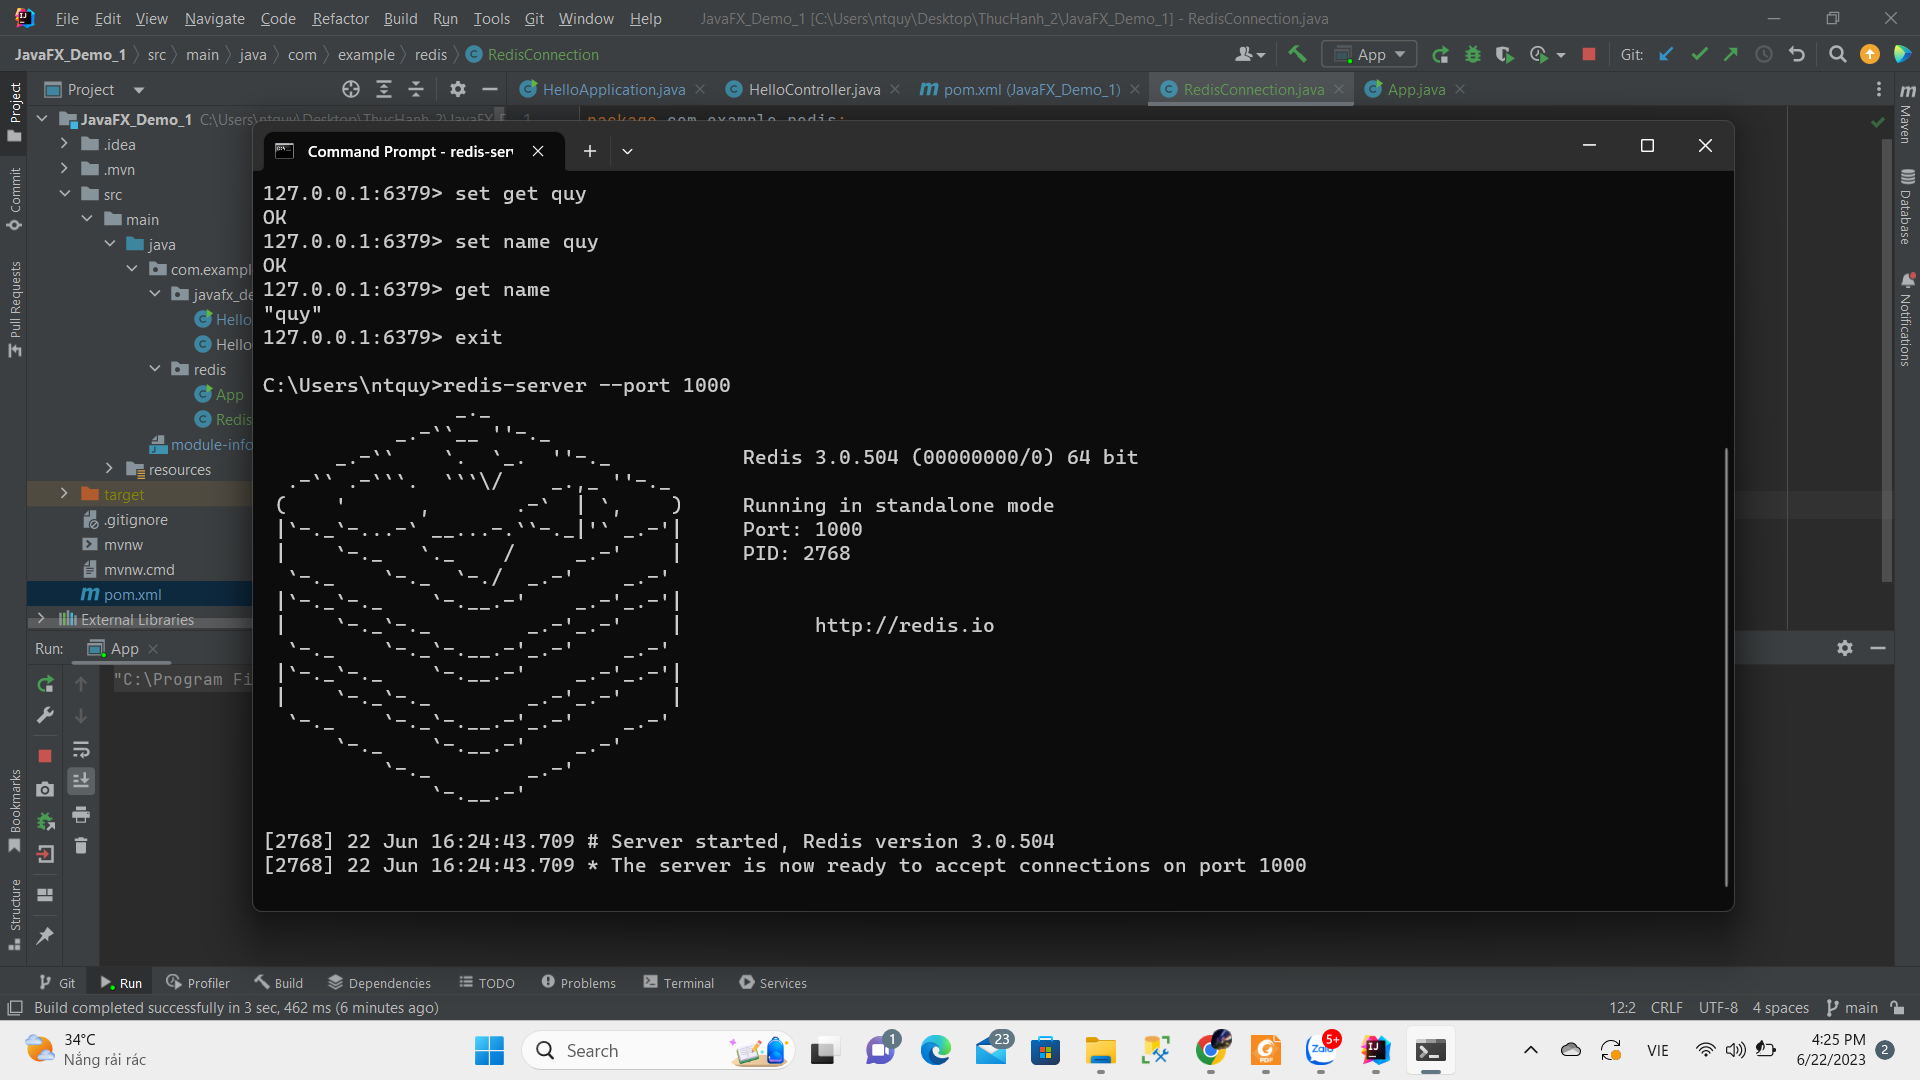 File Edit View Navigate Code Refactor Build Run Tools Git Window Help JavaFX_Demo_1 [C:\Users\ntquy\Desktop\ThucHanh_2\JavaFX_Demo_1] - RedisConnection.java
JavaFX_Demo_1 src main java com example redis RedisConnection App Git:
Project HelloApplication.java HelloController.java pom.xml (JavaFX_Demo_1) RedisConnection.java App.java
JavaFX_Demo_1 C:\Users\ntquy\Desktop\ThucHanh_2\JavaFX_D 1 package com.example.redis;
.idea
.mvn
src
main
java
com.exampl
javafx_de
Hello
Hello
redis
App
Redis
module-info
resources
target
.gitignore
mvnw
mvnw.cmd
pom.xml
External Libraries
Project
Commit
Pull Requests
Bookmarks
Structure
Maven
Database
Notifications
Command Prompt - redis-ser
127.0.0.1:6379> set get quy
OK
127.0.0.1:6379> set name quy
OK
127.0.0.1:6379> get name
"quy"
127.0.0.1:6379> exit
C:\Users\ntquy>redis-server --port 1000
Redis 3.0.504 (00000000/0) 64 bit
Running in standalone mode
Port: 1000
PID: 2768
http://redis.io
[2768] 22 Jun 16:24:43.709 # Server started, Redis version 3.0.504
[2768] 22 Jun 16:24:43.709 * The server is now ready to accept connections on port 1000
Run: App
"C:\Program Fi
Git Run Profiler Build Dependencies TODO Problems Terminal Services
Build completed successfully in 3 sec, 462 ms (6 minutes ago) 12:2 CRLF UTF-8 4 spaces main
34°C
Nắng rải rác
Search
1
23
Zalo
5+
VIE
4:25 PM
6/22/2023
2